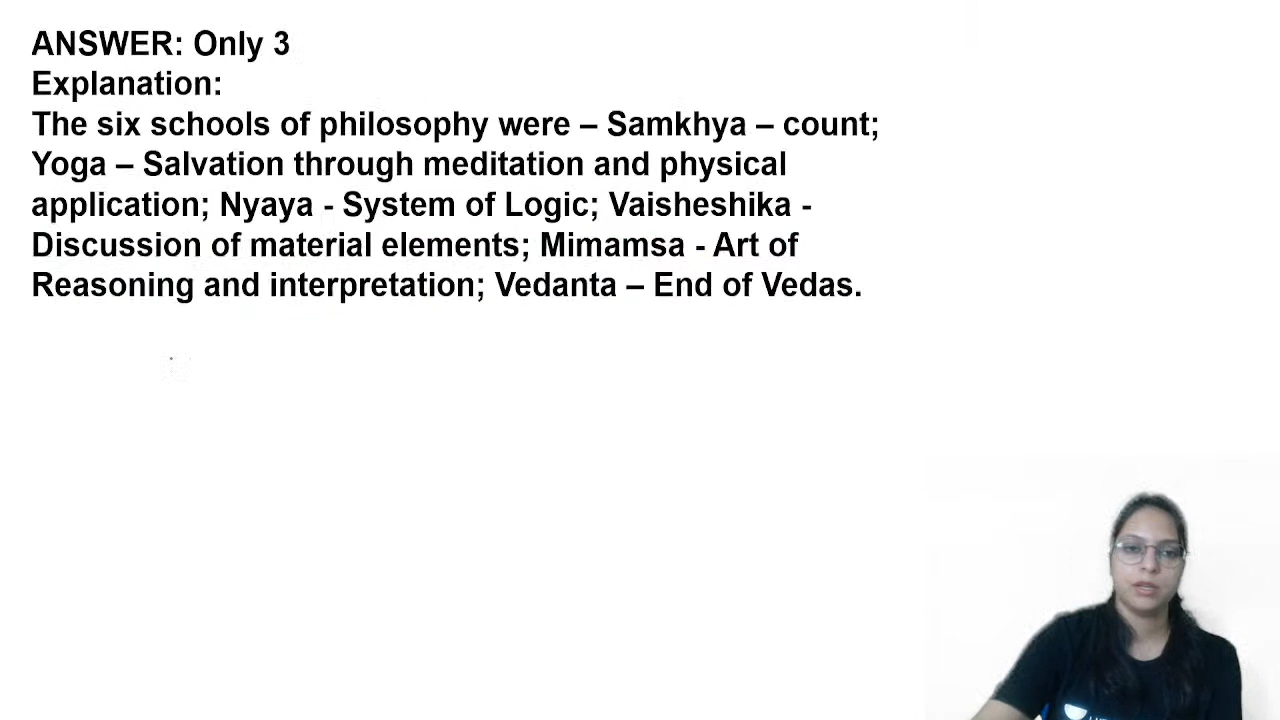 ANSWER: Only 3
Explanation:
The six schools of philosophy were – Samkhya – count;
Yoga – Salvation through meditation and physical
application; Nyaya - System of Logic; Vaisheshika -
Discussion of material elements; Mimamsa - Art of
Reasoning and interpretation; Vedanta – End of Vedas.